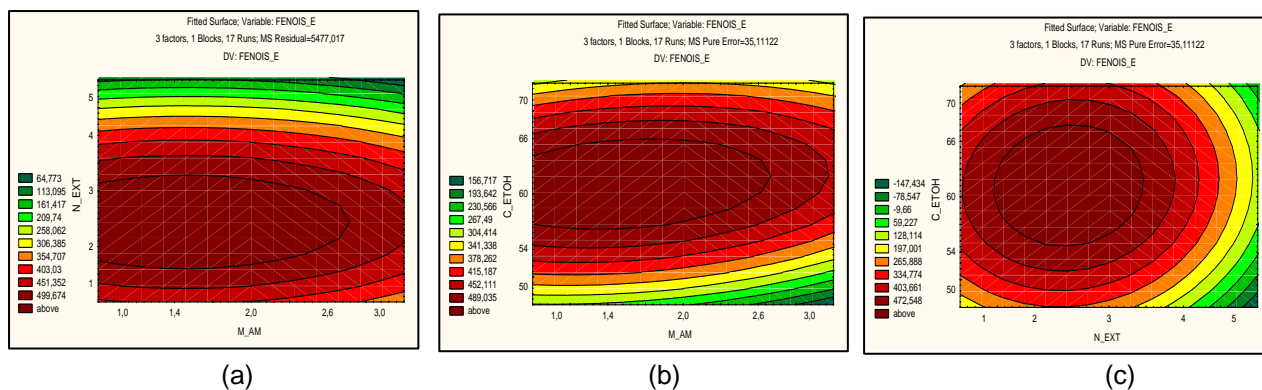 Fitted Surface; Variable: FENOIS_E
3 factors, 1 Blocks, 17 Runs; MS Residual=5477,017
DV: FENOIS_E
5
4
3
2
1
N_EXT
1,0
1,4
2,0
2,6
3,0
M_AM
64,773
113,095
161,417
209,74
258,062
306,385
354,707
403,03
451,352
499,674
above
(a)
Fitted Surface; Variable: FENOIS_E
3 factors, 1 Blocks, 17 Runs; MS Pure Error=35,11122
DV: FENOIS_E
70
66
60
54
50
C_ETOH
1,0
1,4
2,0
2,6
3,0
M_AM
156,717
193,642
230,566
267,49
304,414
341,338
378,262
415,187
452,111
489,035
above
(b)
Fitted Surface; Variable: FENOIS_E
3 factors, 1 Blocks, 17 Runs; MS Pure Error=35,11122
DV: FENOIS_E
70
66
60
54
50
C_ETOH
1
2
3
4
5
N_EXT
-147,434
-78,547
-9,66
59,227
128,114
197,001
265,888
334,774
403,661
472,548
above
(c)